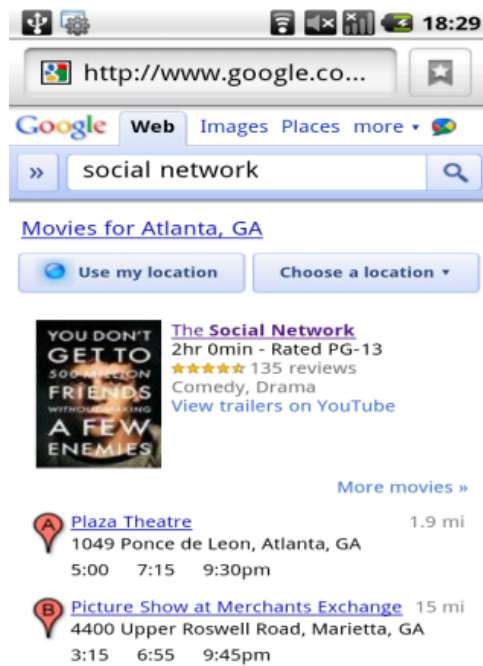 18:29
http://www.google.co...
Google Web Images Places more ▾
» social network
Movies for Atlanta, GA
Use my location Choose a location ▾
YOU DON'T
GET TO
500 MILLION
FRIENDS
WITHOUT MAKING
A FEW
ENEMIES
The Social Network
2hr 0min - Rated PG-13
135 reviews
Comedy, Drama
View trailers on YouTube
More movies »
A Plaza Theatre 1.9 mi
1049 Ponce de Leon, Atlanta, GA
5:00 7:15 9:30pm
B Picture Show at Merchants Exchange 15 mi
4400 Upper Roswell Road, Marietta, GA
3:15 6:55 9:45pm